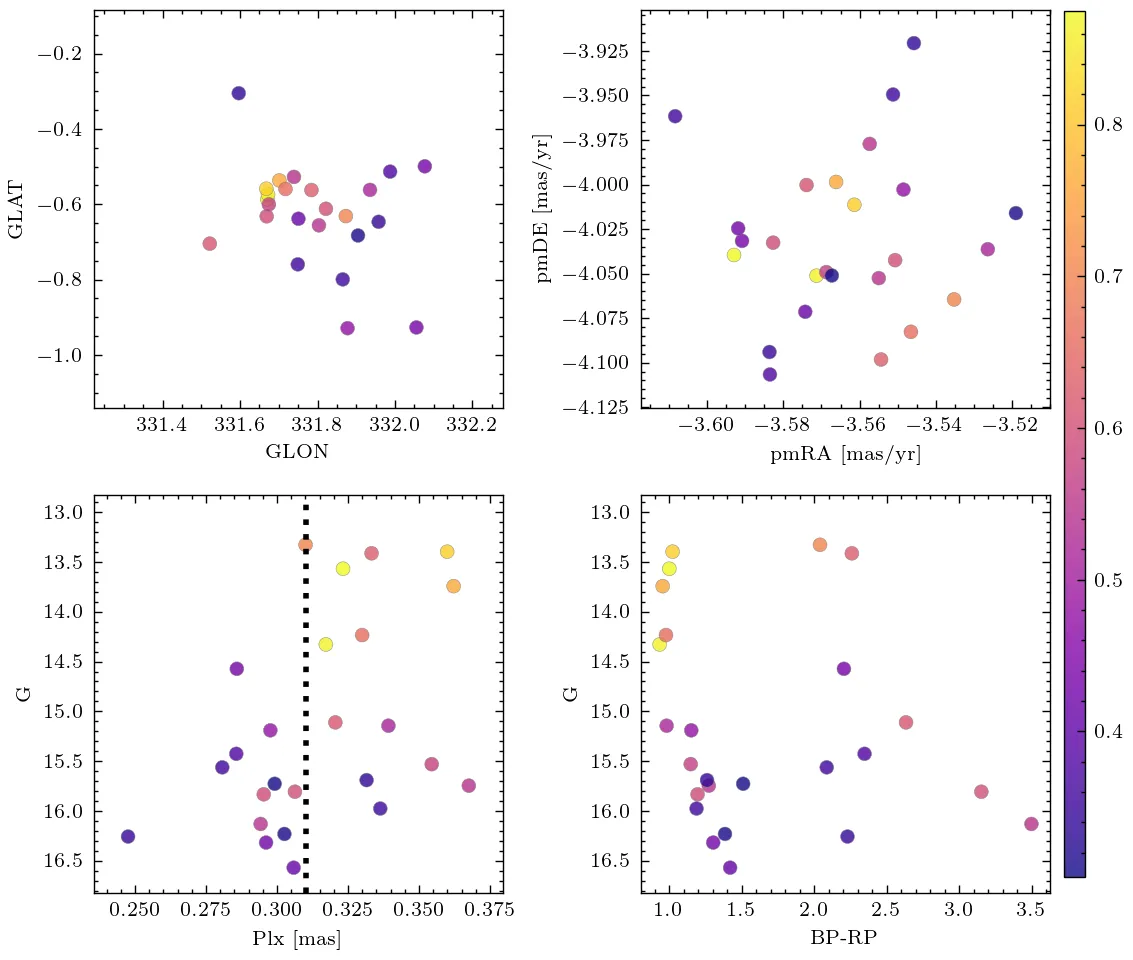 −0.2
−0.4
−0.6
−0.8
−1.0
GLAT
331.4 331.6 331.8 332.0 332.2
GLON
−3.925
−3.950
−3.975
−4.000
−4.025
−4.050
−4.075
−4.100
−4.125
pmDE [mas/yr]
−3.60 −3.58 −3.56 −3.54 −3.52
pmRA [mas/yr]
0.8
0.7
0.6
0.5
0.4
13.0
13.5
14.0
14.5
15.0
15.5
16.0
16.5
G
0.250 0.275 0.300 0.325 0.350 0.375
Plx [mas]
13.0
13.5
14.0
14.5
15.0
15.5
16.0
16.5
G
1.0 1.5 2.0 2.5 3.0 3.5
BP-RP